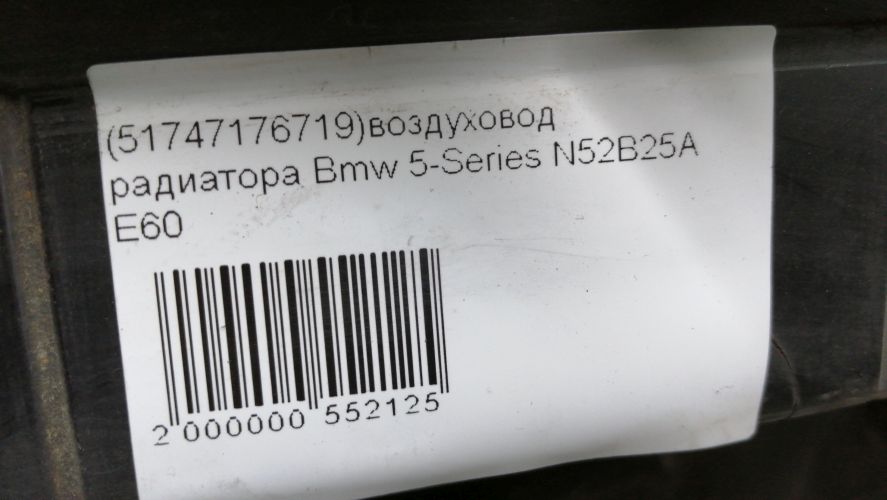 (51747176719)воздуховод
радиатора Bmw 5-Series N52B25A
E60
2 000000 552125